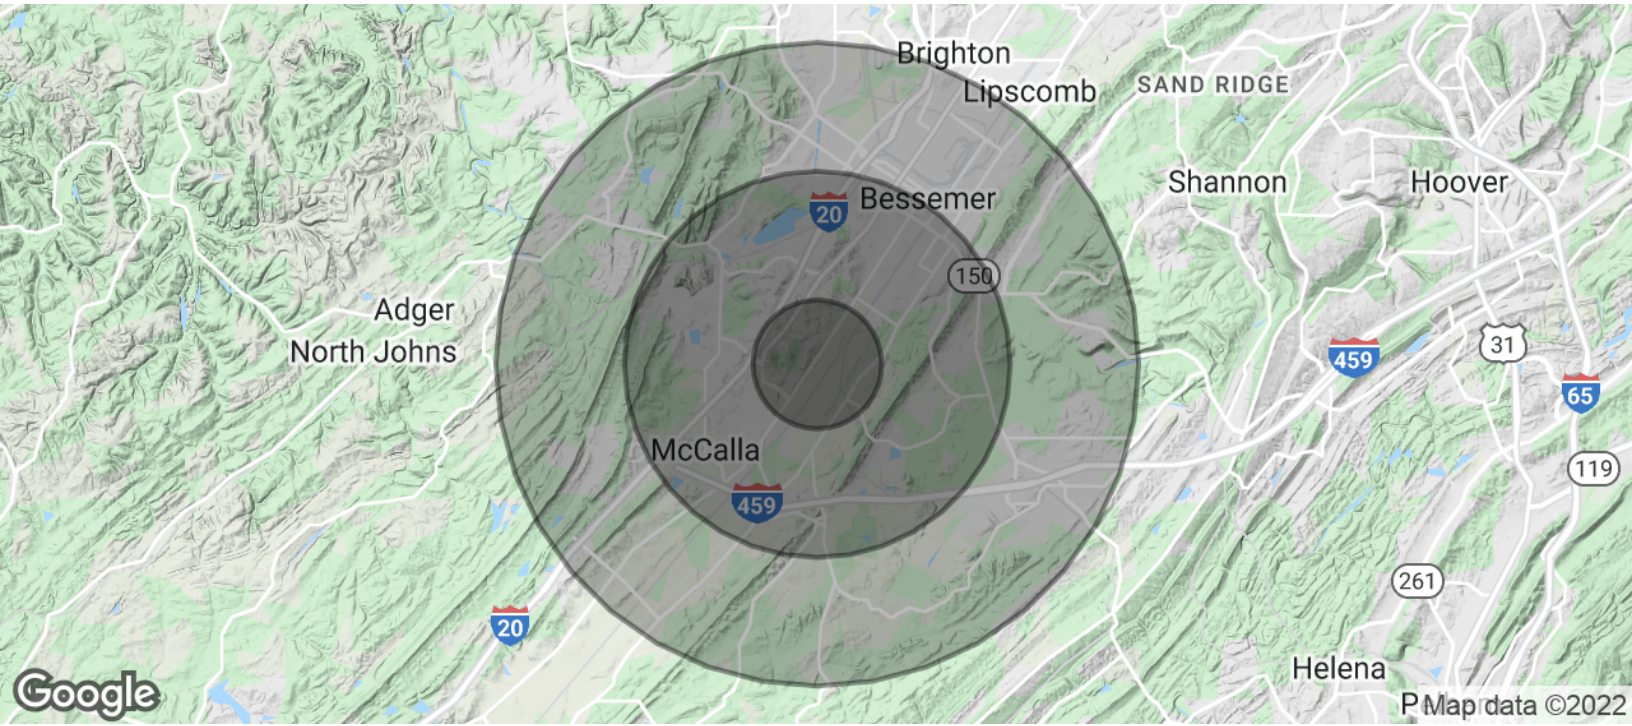 Brighton
Lipscomb
SAND RIDGE
Shannon
Hoover
20
Bessemer
150
Adger
North Johns
459
31
65
McCalla
119
459
261
20
Helena
Google
Map data ©2022